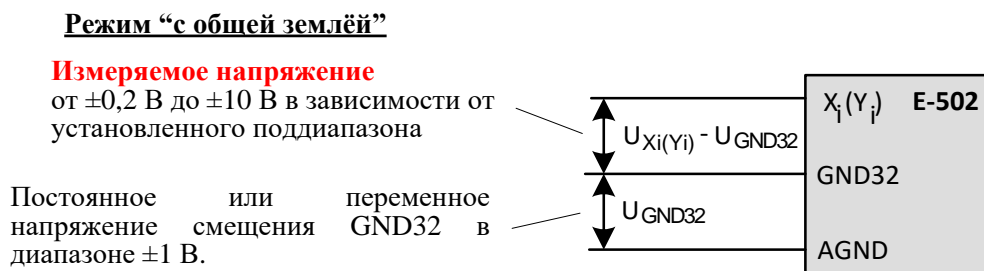 Режим “с общей землёй”
Измеряемое напряжение
от ±0,2 В до ±10 В в зависимости от
установленного поддиапазона
Постоянное или переменное
напряжение смещения GND32 в
диапазоне ±1 В.
UXi(Yi) - UGND32
UGND32
Xi(Yi) E-502
GND32
AGND